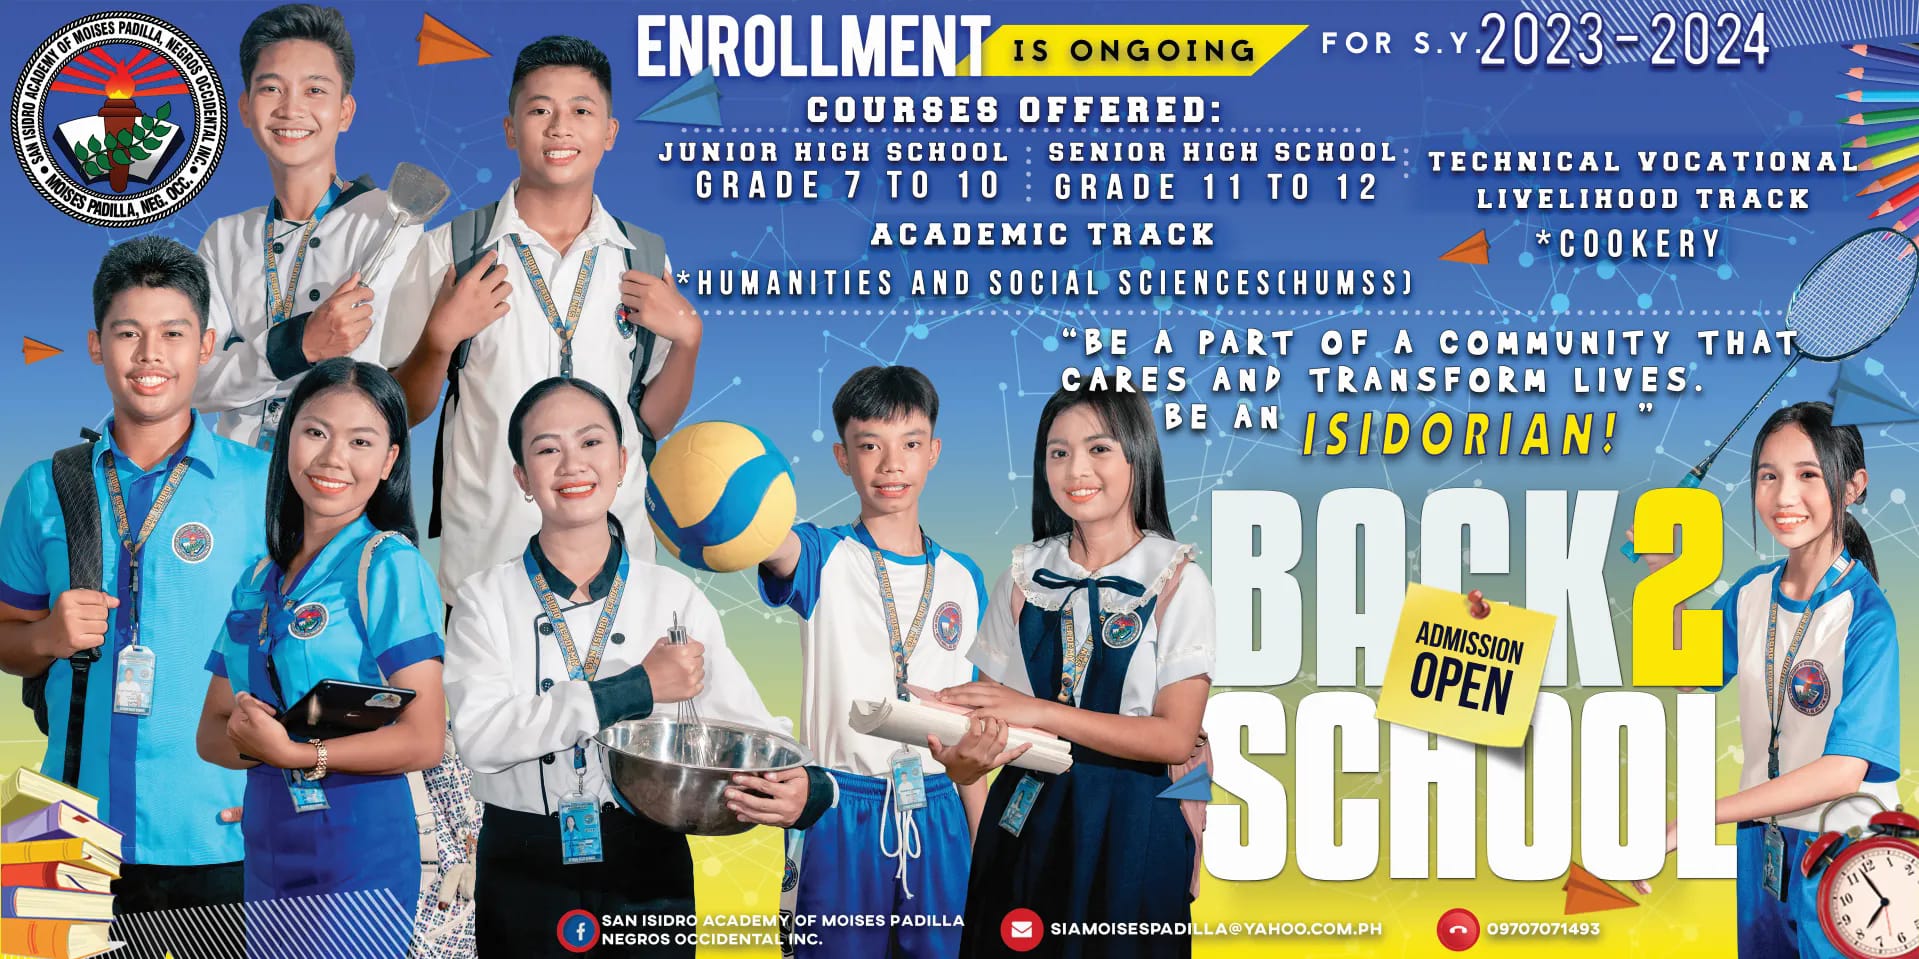 SAN ISIDRO ACADEMY OF MOISES PADILLA, NEGROS OCCIDENTAL INC.
MOISES PADILLA, NEG. OCC.
ENROLLMENT IS ONGOING FOR S.Y. 2023-2024
COURSES OFFERED:
JUNIOR HIGH SCHOOL
GRADE 7 TO 10
SENIOR HIGH SCHOOL
GRADE 11 TO 12
ACADEMIC TRACK
*HUMANITIES AND SOCIAL SCIENCES(HUMSS)
TECHNICAL VOCATIONAL
LIVELIHOOD TRACK
*COOKERY
“BE A PART OF A COMMUNITY THAT
CARES AND TRANSFORM LIVES.
BE AN ISIDORIAN! ”
BACK 2
SCHOOL
ADMISSION
OPEN
SAN ISIDRO ACADEMY OF MOISES PADILLA
NEGROS OCCIDENTAL INC.
SIAMOISESPADILLA@YAHOO.COM.PH
09707071493